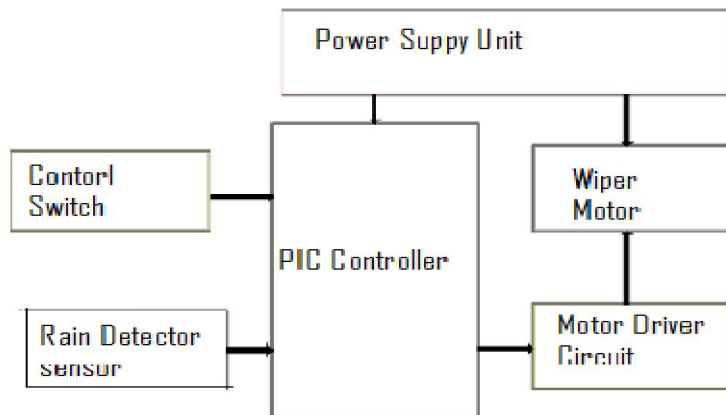 Power Suppy Unit
Contorl
Switch
Wiper
Motor
PIC Controller
Rain Detector
sensor
Motor Driver
Circuit